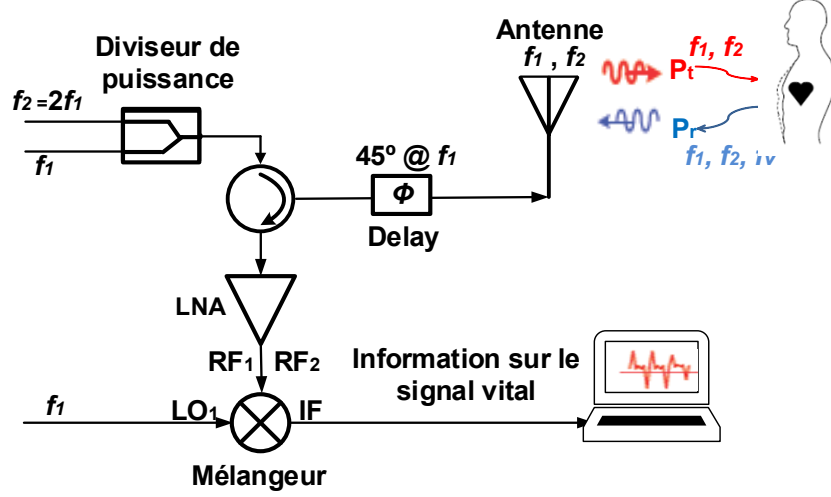 Diviseur de
puissance
f2 =2f1
f1
Antenne
f1 , f2
f1, f2
Pt
Pr
f1, f2,
45º @ f1
Φ
Delay
LNA
RF1 RF2
Information sur le
signal vital
f1
LO1
IF
Mélangeur